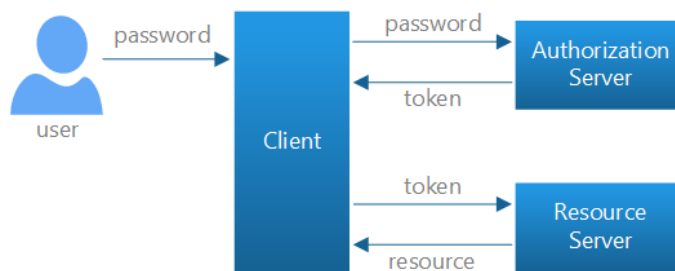 password
user
Client
password
token
Authorization
Server
token
resource
Resource
Server